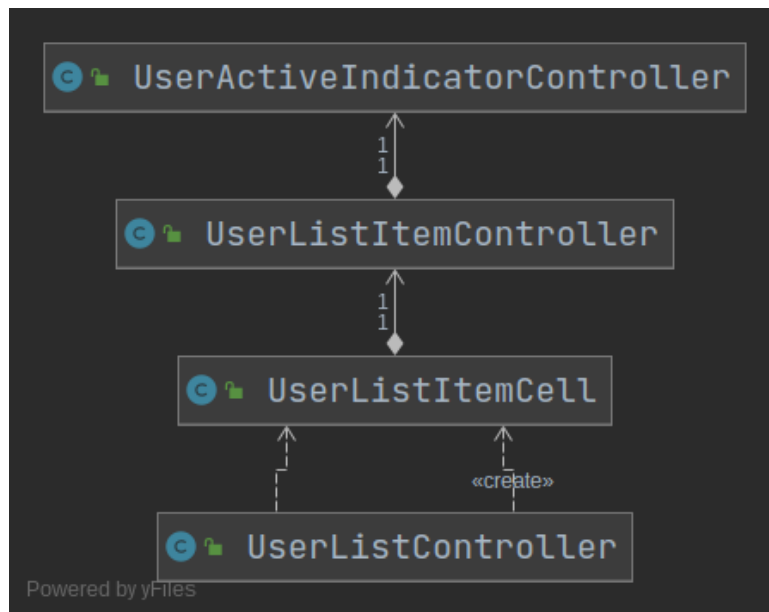 C UserActiveIndicatorController
1
1
C UserListItemController
1
1
C UserListItemCell
«create»
C UserListController
Powered by yFiles